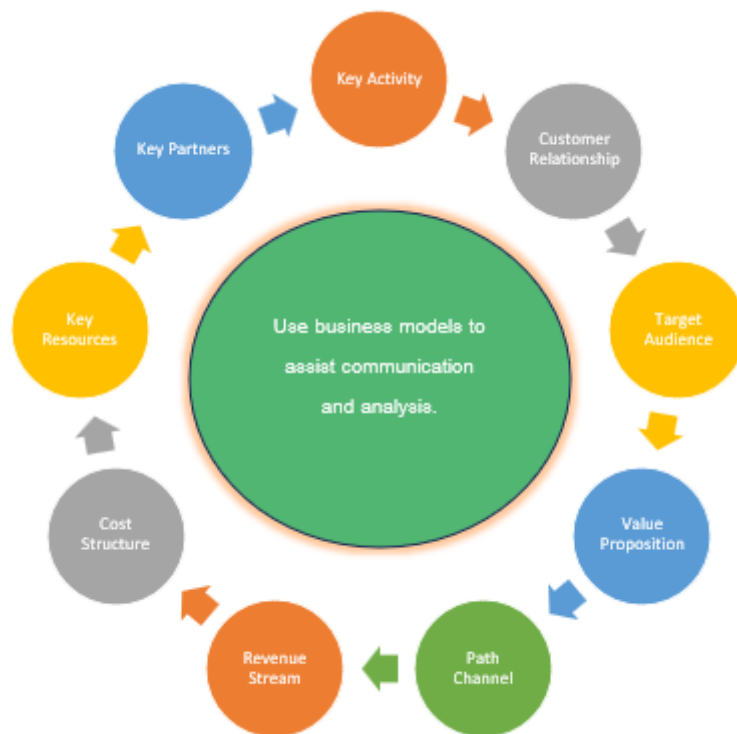 Key Activity
Customer
Relationship
Target
Audience
Value
Proposition
Path
Channel
Revenue
Stream
Cost
Structure
Key
Resources
Key Partners
Use business models to
assist communication
and analysis.